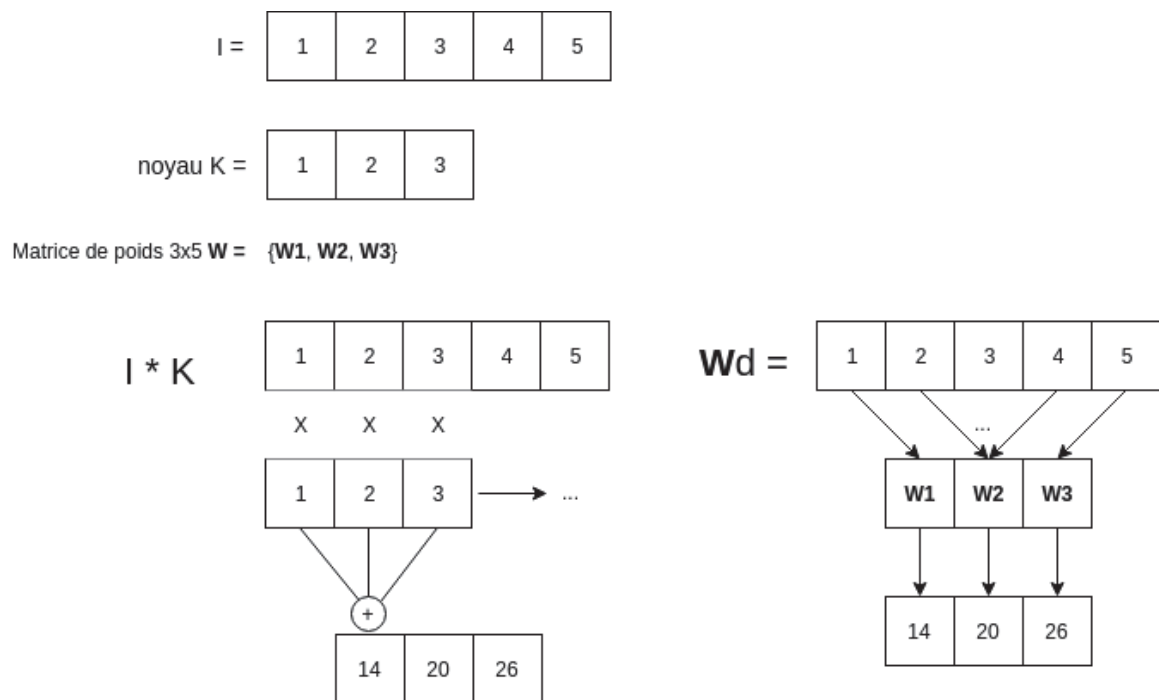 I = 1 2 3 4 5
noyau K = 1 2 3
Matrice de poids 3x5 W = {W1, W2, W3}
I * K
1 2 3 4 5
X X X
1 2 3 ...
+
14 20 26
Wd = 1 2 3 4 5
...
W1 W2 W3
14 20 26